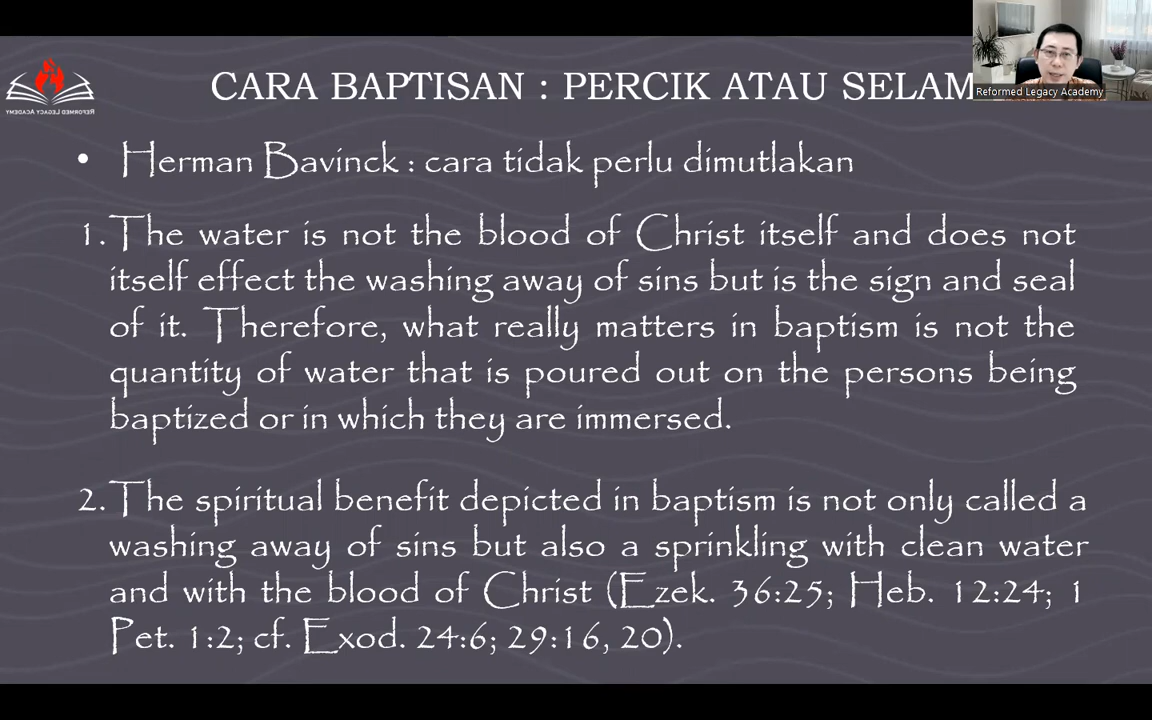 CARA BAPTISAN : PERCIK ATAU SELAM
Reformed Legacy Academy
REFORMED LEGACY ACADEMY
• Herman Bavinck : cara tidak perlu dimutlakan
1. The water is not the blood of Christ itself and does not
itself effect the washing away of sins but is the sign and seal
of it. Therefore, what really matters in baptism is not the
quantity of water that is poured out on the persons being
baptized or in which they are immersed.
2. The spiritual benefit depicted in baptism is not only called a
washing away of sins but also a sprinkling with clean water
and with the blood of Christ (Ezek. 36:25; Heb. 12:24; 1
Pet. 1:2; cf. Exod. 24:6; 29:16, 20).